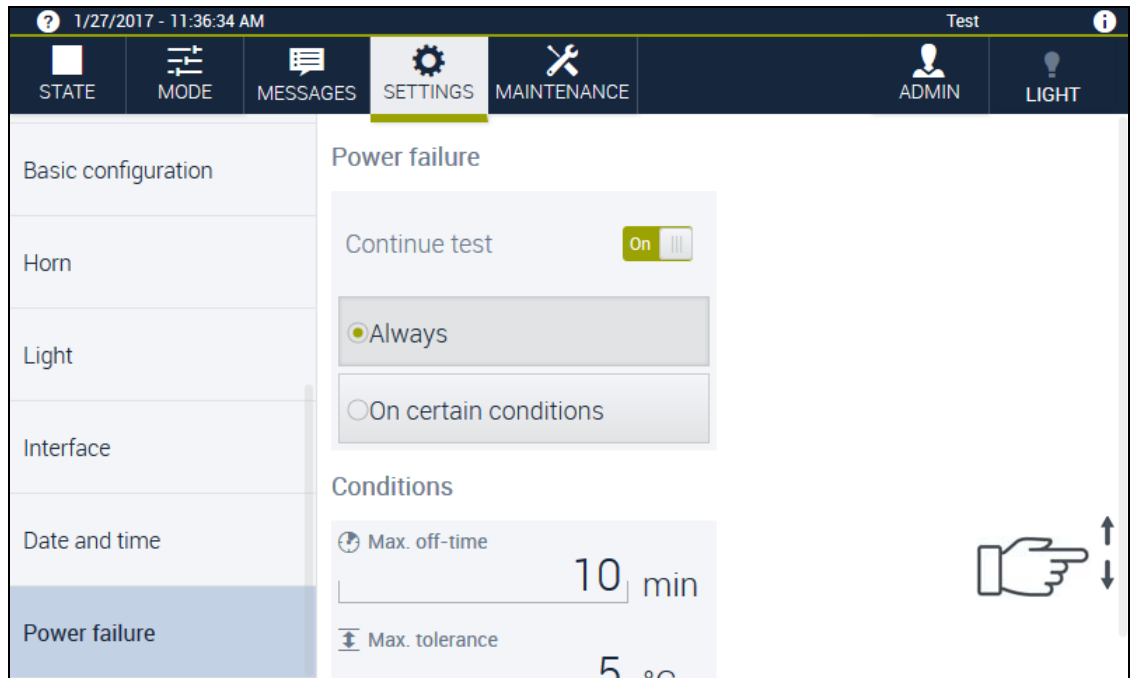 ? 1/27/2017 - 11:36:34 AM Test i
STATE MODE MESSAGES SETTINGS MAINTENANCE ADMIN LIGHT
Basic configuration
Horn
Light
Interface
Date and time
Power failure
Power failure
Continue test On
Always
On certain conditions
Conditions
Max. off-time
10 min
Max. tolerance
5 °C